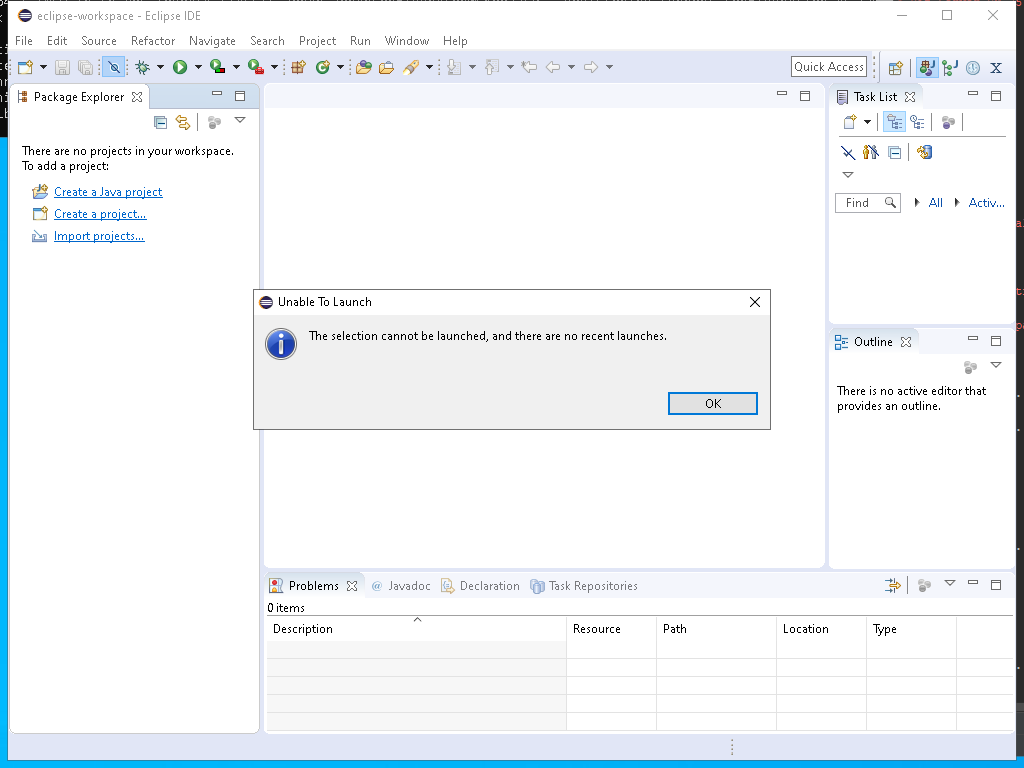 eclipse-workspace - Eclipse IDE
File Edit Source Refactor Navigate Search Project Run Window Help
Quick Access
Package Explorer
There are no projects in your workspace.
To add a project:
Create a Java project
Create a project...
Import projects...
Task List
Find All Activ...
Unable To Launch
The selection cannot be launched, and there are no recent launches.
OK
Outline
There is no active editor that
provides an outline.
Problems @ Javadoc Declaration Task Repositories
0 items
Description Resource Path Location Type